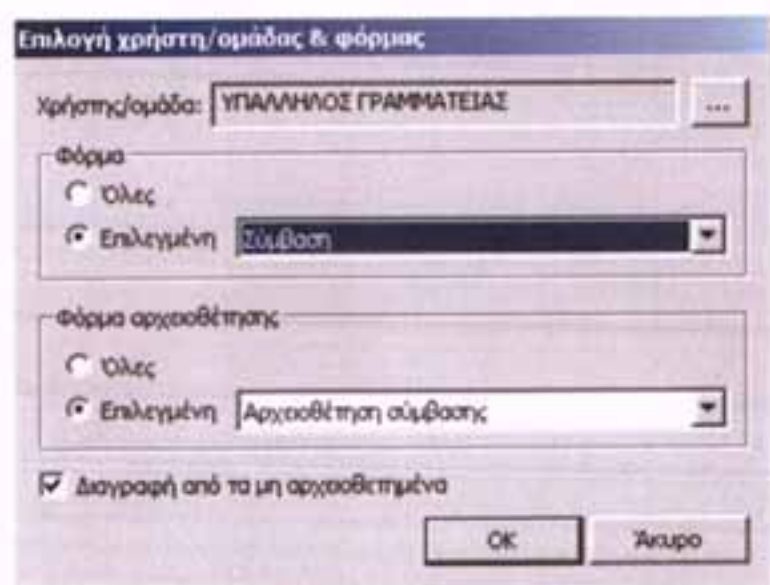 Επιλογή χρήστη/ομάδας & φόρμας
Χρήστης/ομάδα: ΥΠΑΛΛΗΛΟΣ ΓΡΑΜΜΑΤΕΙΑΣ ...
Φόρμα
Όλες
Επιλεγμένη Σύμβαση
Φόρμα αρχειοθέτησης
Όλες
Επιλεγμένη Αρχειοθέτηση σύμβασης
Διαγραφή από τα μη αρχειοθετημένα
OK Άκυρο